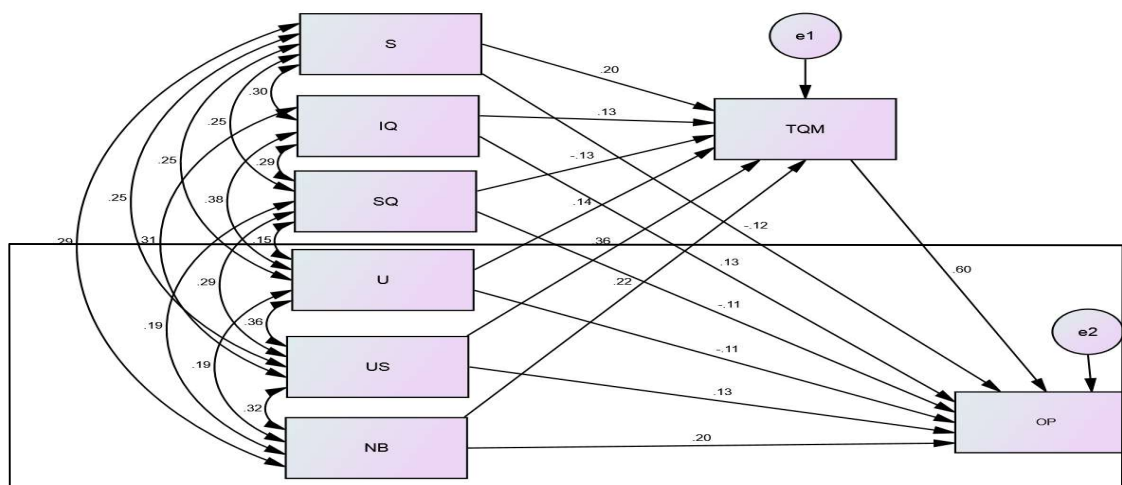 S
e1
.20
.30
IQ
.13
TQM
.25
.25
.29
-.13
.38
SQ
.14
.25
.31
.15
.36
-.12
.29
.13
.60
U
.22
.29
-.11
.19
.36
e2
.19
US
-.11
.13
.32
OP
NB
.20